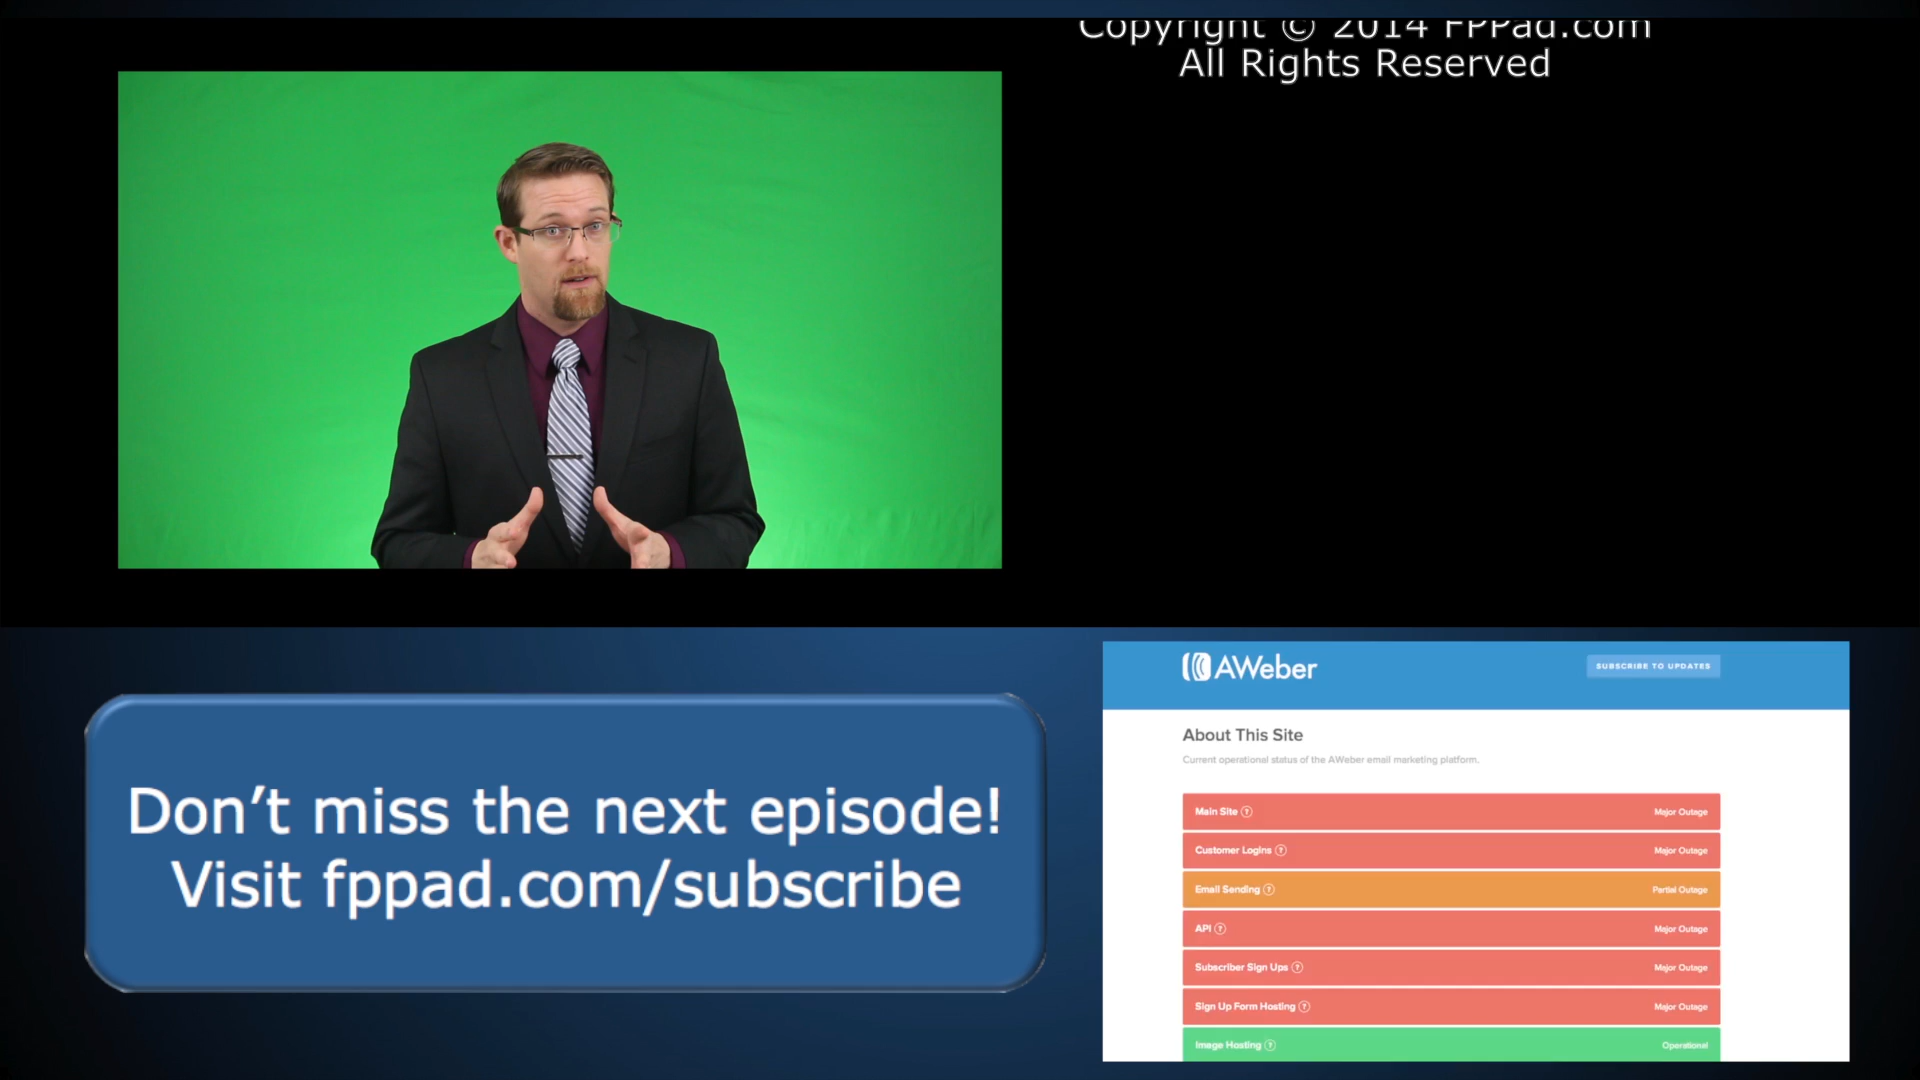 Copyright © 2014 FPPad.com
All Rights Reserved
AWeber
SUBSCRIBE TO UPDATES
About This Site
Current operational status of the AWeber email marketing platform.
Main Site ? Major Outage
Customer Logins ? Major Outage
Email Sending ? Partial Outage
API ? Major Outage
Subscriber Sign Ups ? Major Outage
Sign Up Form Hosting ? Major Outage
Image Hosting ? Operational
Don’t miss the next episode!
Visit fppad.com/subscribe